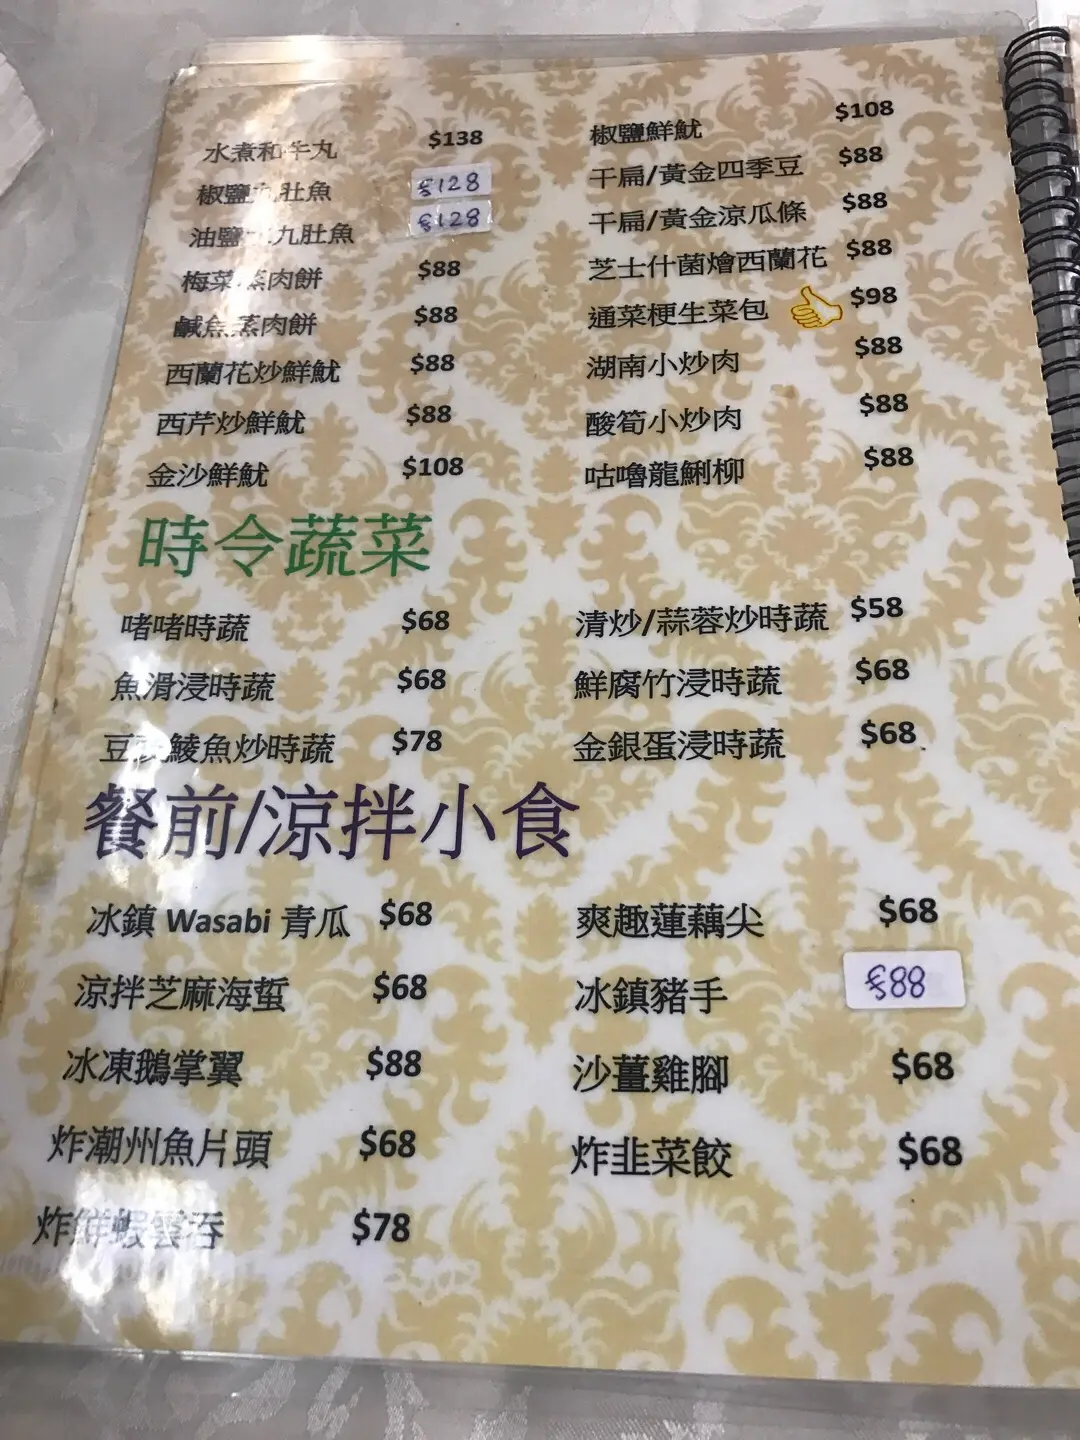 水煮和牛丸 $138
椒鹽九肚魚 $128
油鹽水九肚魚 $128
梅菜蒸肉餅 $88
鹹魚蒸肉餅 $88
西蘭花炒鮮魷 $88
西芹炒鮮魷 $88
金沙鮮魷 $108
椒鹽鮮魷 $108
干扁/黃金四季豆 $88
干扁/黃金涼瓜條 $88
芝士什菌燴西蘭花 $88
通菜梗生菜包 $98
湖南小炒肉 $88
酸筍小炒肉 $88
咕嚕龍脷柳 $88
時令蔬菜
啫啫時蔬 $68
魚滑浸時蔬 $68
豆豉鯪魚炒時蔬 $78
清炒/蒜蓉炒時蔬 $58
鮮腐竹浸時蔬 $68
金銀蛋浸時蔬 $68
餐前/涼拌小食
冰鎮 Wasabi 青瓜 $68
涼拌芝麻海蜇 $68
冰凍鵝掌翼 $88
炸潮州魚片頭 $68
炸鮮蝦雲吞 $78
爽趣蓮藕尖 $68
冰鎮豬手 $88
沙薑雞腳 $68
炸韭菜餃 $68